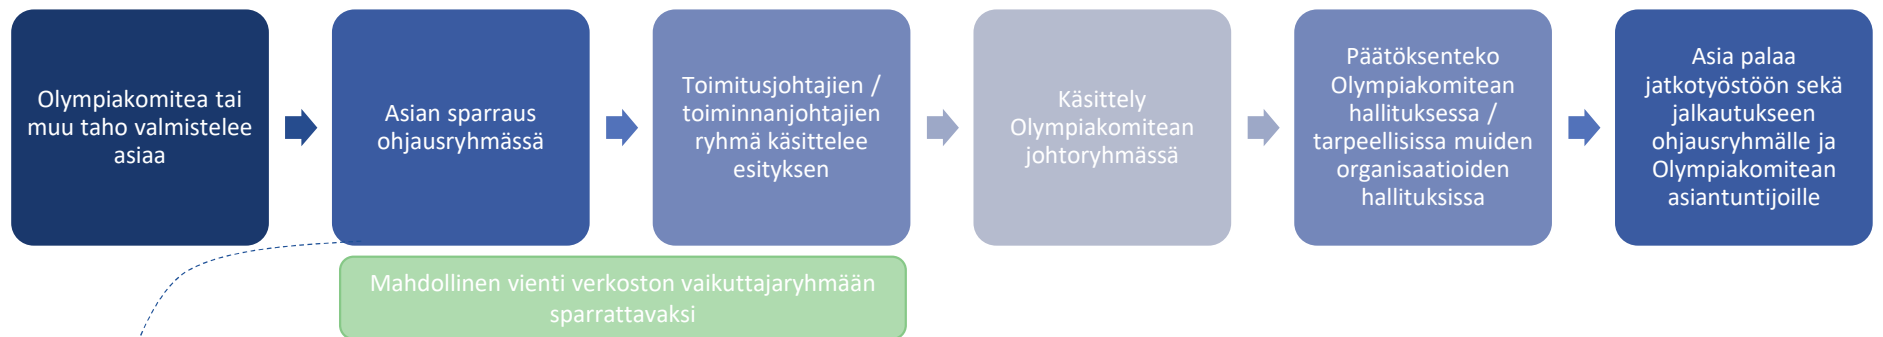 Olympiakomitea tai
muu taho valmistelee
asiaa
Asian sparraus
ohjausryhmässä
Toimitusjohtajien /
toiminnanjohtajien
ryhmä käsittelee
esityksen
Käsittely
Olympiakomitean
johtoryhmässä
Päätöksenteko
Olympiakomitean
hallituksessa /
tarpeellisissa muiden
organisaatioiden
hallituksissa
Asia palaa
jatkotyöstöön sekä
jalkautukseen
ohjausryhmälle ja
Olympiakomitean
asiantuntijoille
Mahdollinen vienti verkoston vaikuttajaryhmään
sparrattavaksi